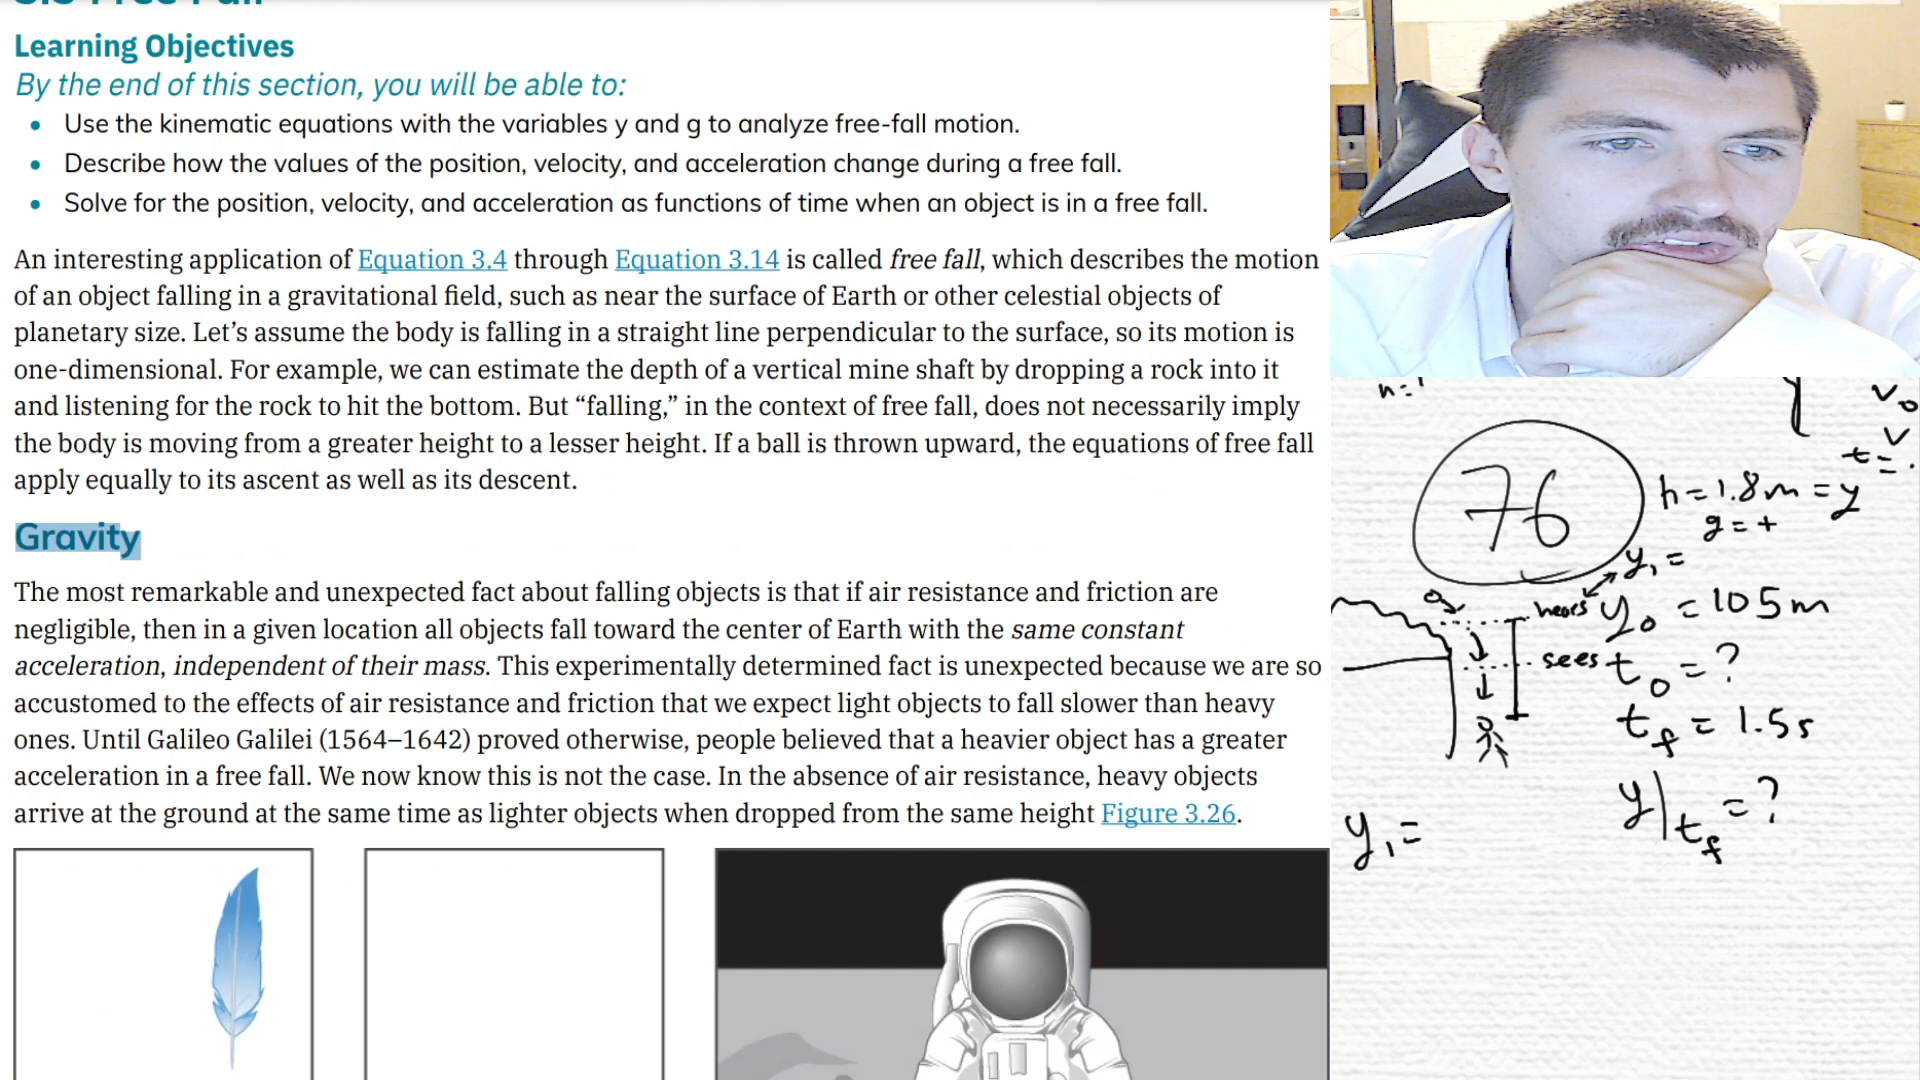 3.5 Free Fall
Learning Objectives
By the end of this section, you will be able to:
• Use the kinematic equations with the variables y and g to analyze free-fall motion.
• Describe how the values of the position, velocity, and acceleration change during a free fall.
• Solve for the position, velocity, and acceleration as functions of time when an object is in a free fall.
An interesting application of Equation 3.4 through Equation 3.14 is called free fall, which describes the motion
of an object falling in a gravitational field, such as near the surface of Earth or other celestial objects of
planetary size. Let’s assume the body is falling in a straight line perpendicular to the surface, so its motion is
one-dimensional. For example, we can estimate the depth of a vertical mine shaft by dropping a rock into it
and listening for the rock to hit the bottom. But “falling,” in the context of free fall, does not necessarily imply
the body is moving from a greater height to a lesser height. If a ball is thrown upward, the equations of free fall
apply equally to its ascent as well as its descent.
Gravity
The most remarkable and unexpected fact about falling objects is that if air resistance and friction are
negligible, then in a given location all objects fall toward the center of Earth with the same constant
acceleration, independent of their mass. This experimentally determined fact is unexpected because we are so
accustomed to the effects of air resistance and friction that we expect light objects to fall slower than heavy
ones. Until Galileo Galilei (1564–1642) proved otherwise, people believed that a heavier object has a greater
acceleration in a free fall. We now know this is not the case. In the absence of air resistance, heavy objects
arrive at the ground at the same time as lighter objects when dropped from the same height Figure 3.26.
v₀
v
t=
76
h=1.8m=y
g=+
y₁=
hears y₀ =105m
sees t₀ =?
t_f = 1.5s
y|t_f =?
y₁=